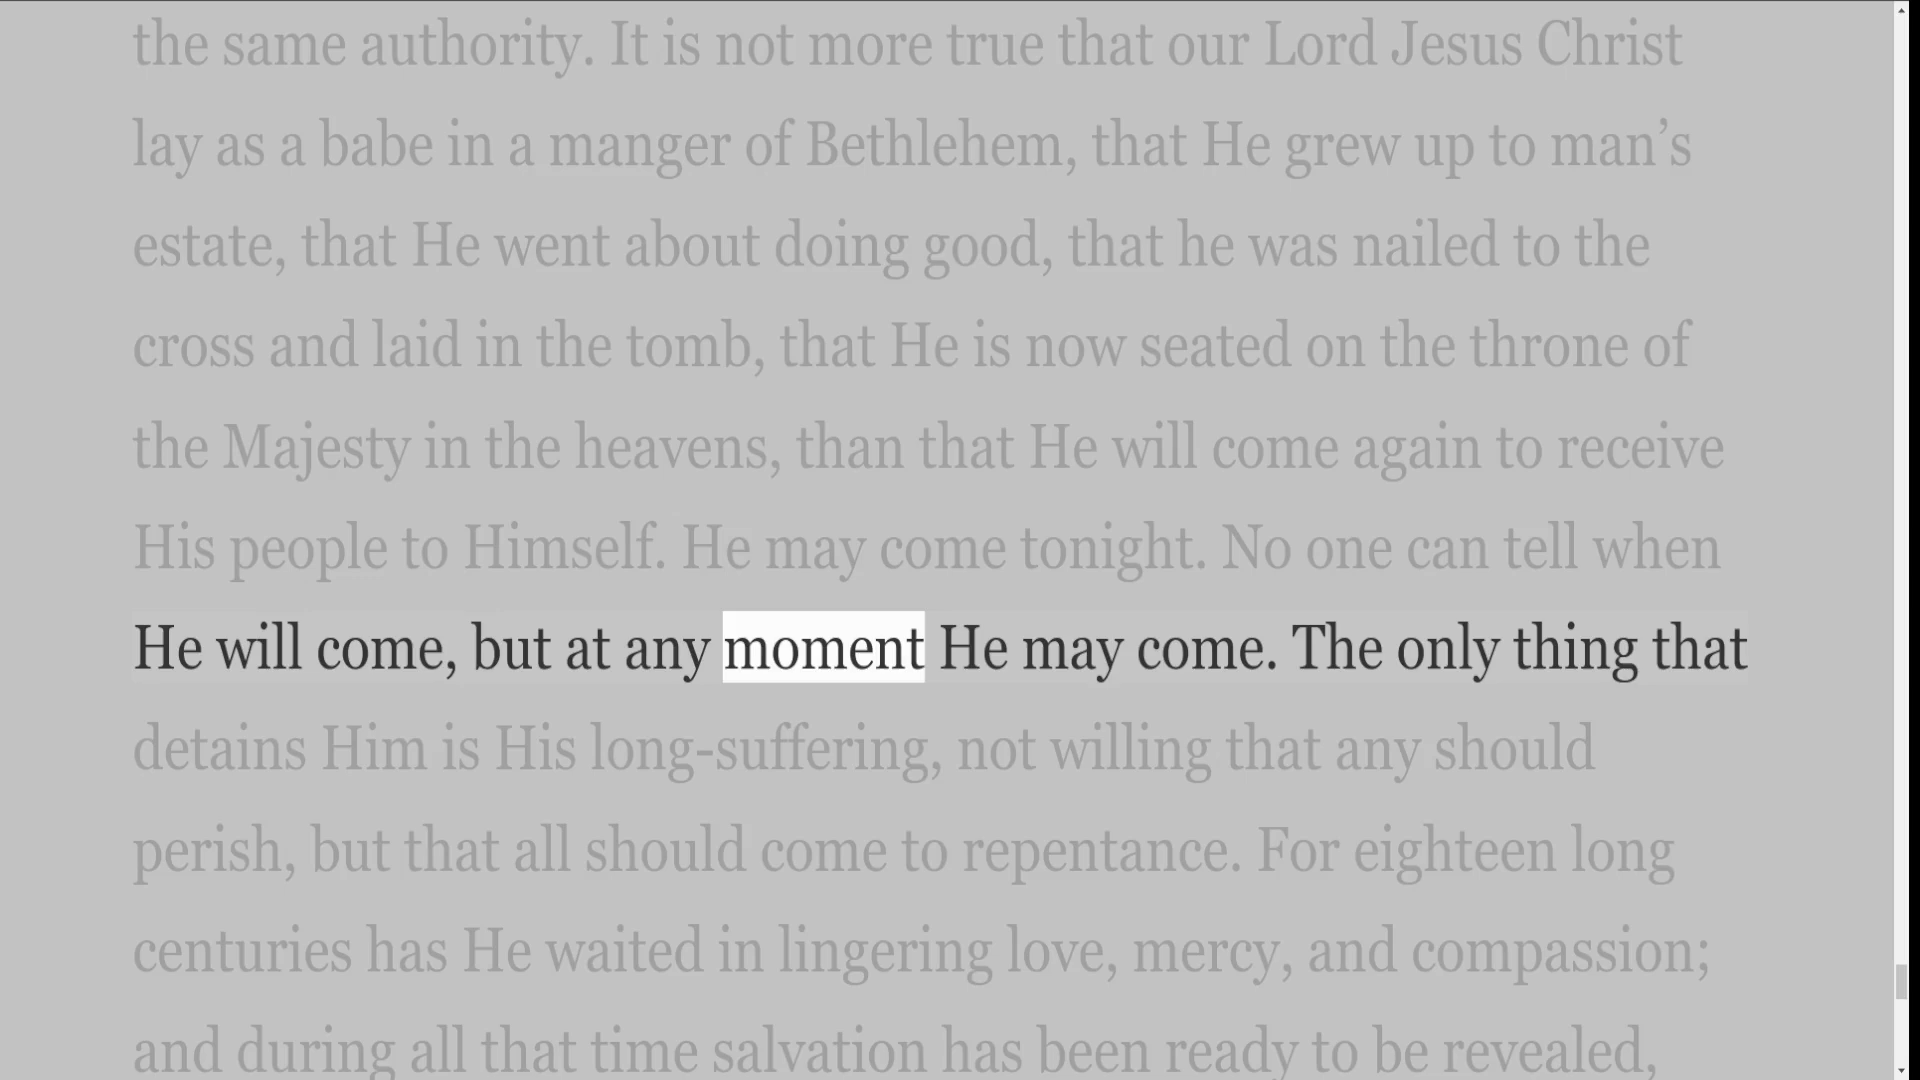 the same authority. It is not more true that our Lord Jesus Christ
lay as a babe in a manger of Bethlehem, that He grew up to man’s
estate, that He went about doing good, that he was nailed to the
cross and laid in the tomb, that He is now seated on the throne of
the Majesty in the heavens, than that He will come again to receive
His people to Himself. He may come tonight. No one can tell when
He will come, but at any moment He may come. The only thing that
detains Him is His long-suffering, not willing that any should
perish, but that all should come to repentance. For eighteen long
centuries has He waited in lingering love, mercy, and compassion;
and during all that time salvation has been ready to be revealed,